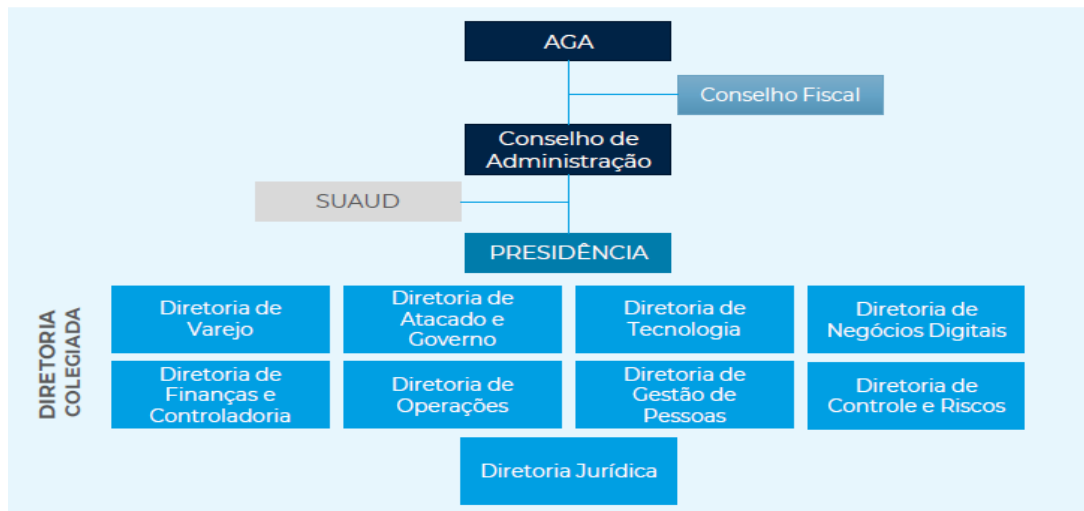 AGA
Conselho Fiscal
Conselho de
Administração
SUAUD
PRESIDÊNCIA
DIRETORIA
COLEGIADA
Diretoria de
Varejo
Diretoria de
Atacado e
Governo
Diretoria de
Tecnologia
Diretoria de
Negócios Digitais
Diretoria de
Finanças e
Controladoria
Diretoria de
Operações
Diretoria de
Gestão de
Pessoas
Diretoria de
Controle e Riscos
Diretoria Jurídica